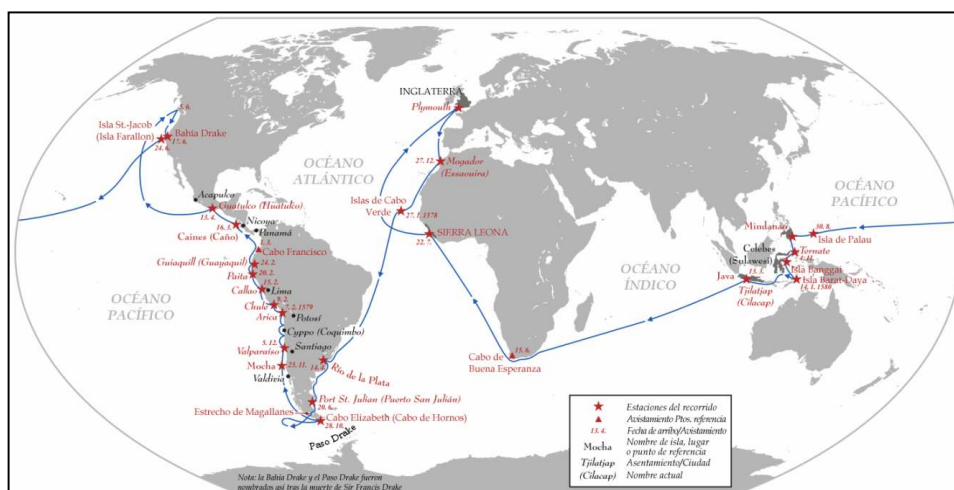 INGLATERRA
Plymouth
5. 6.
Isla St.-Jacob
(Isla Farallon)
Bahía Drake
17. 6.
24. 6.
OCÉANO
ATLÁNTICO
27. 12.
Mogador
(Essaouira)
Acapulco
Guatulco (Huatulco)
13. 4.
Islas de Cabo
Verde
27. 1. 1578
Nicoya
16. 3.
Panamá
Caines (Caño)
SIERRA LEONA
22. 7.
Mindanao
30. 8.
Isla de Palau
1. 3.
Cabo Francisco
Célebes
(Sulawesi)
Ternate
4. 11.
Guiaquill (Guayaquil)
24. 2.
Isla Banggai
Paita
20. 2.
Java
13. 3.
Isla Barat-Daya
14. 1. 1580
15. 2.
Callao
Lima
Tjilatjap
(Cilacap)
OCÉANO
ÍNDICO
OCÉANO
PACÍFICO
OCÉANO
PACÍFICO
9. 2.
Chule
7. 2. 1579
Arica
Potosí
Cyppo (Coquimbo)
5. 12.
Santiago
Valparaíso
15. 6.
Cabo de
Buena Esperanza
Mocha
25. 11.
Río de la Plata
14. 4.
Valdivia
Port St. Julian (Puerto San Julián)
20. 6.
Estrecho de Magallanes
Cabo Elizabeth (Cabo de Hornos)
28. 10.
Paso Drake
Estaciones del recorrido
Avistamiento Ptos. referencia
13. 4.
Fecha de arribo/Avistamiento
Mocha
Nombre de isla, lugar
o punto de referencia
Tjilatjap
Asentamiento/Ciudad
(Cilacap)
Nombre actual
Nota: la Bahía Drake y el Paso Drake fueron
nombrados así tras la muerte de Sir Francis Drake